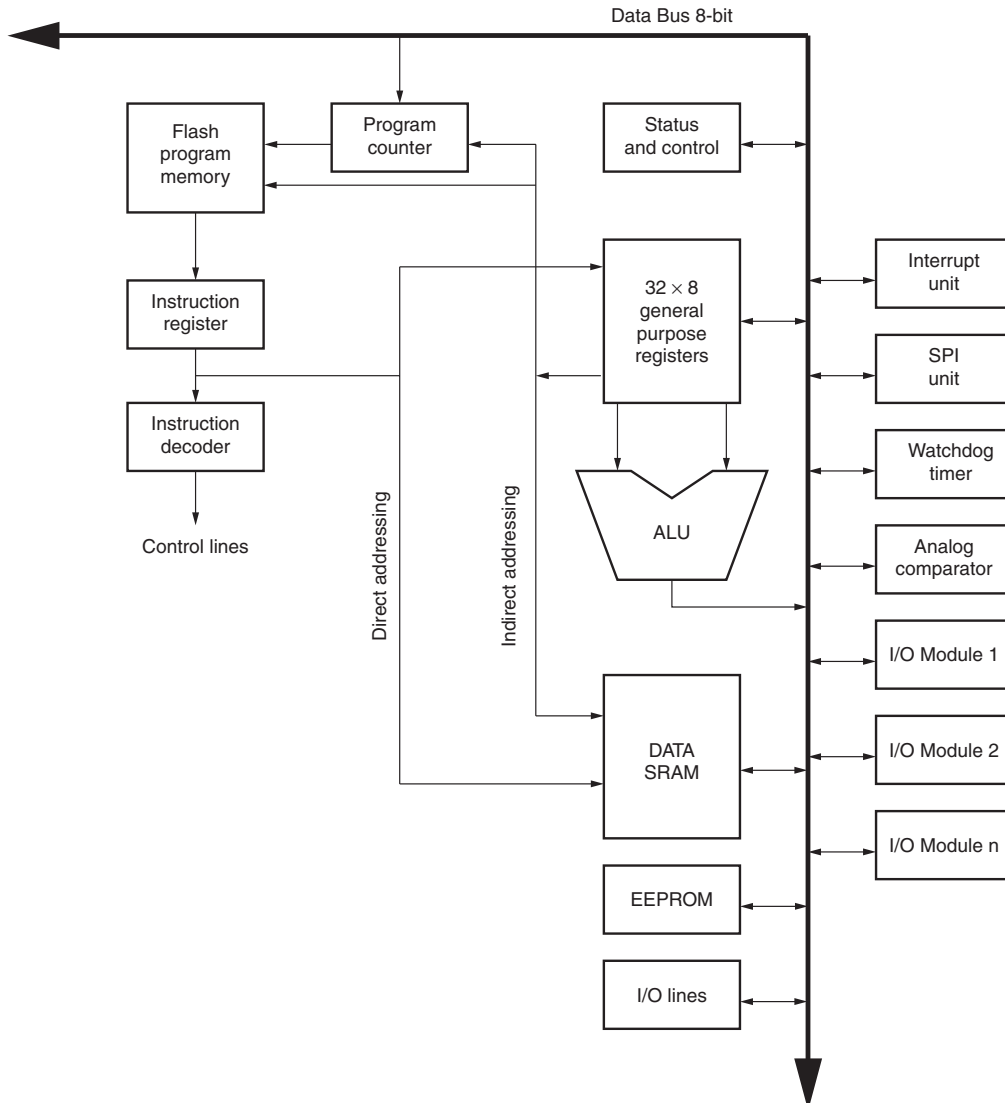 Data Bus 8-bit
Flash
program
memory
Program
counter
Status
and control
Instruction
register
32 × 8
general
purpose
registers
Interrupt
unit
SPI
unit
Instruction
decoder
Watchdog
timer
Control lines
Direct addressing
Indirect addressing
ALU
Analog
comparator
I/O Module 1
DATA
SRAM
I/O Module 2
I/O Module n
EEPROM
I/O lines